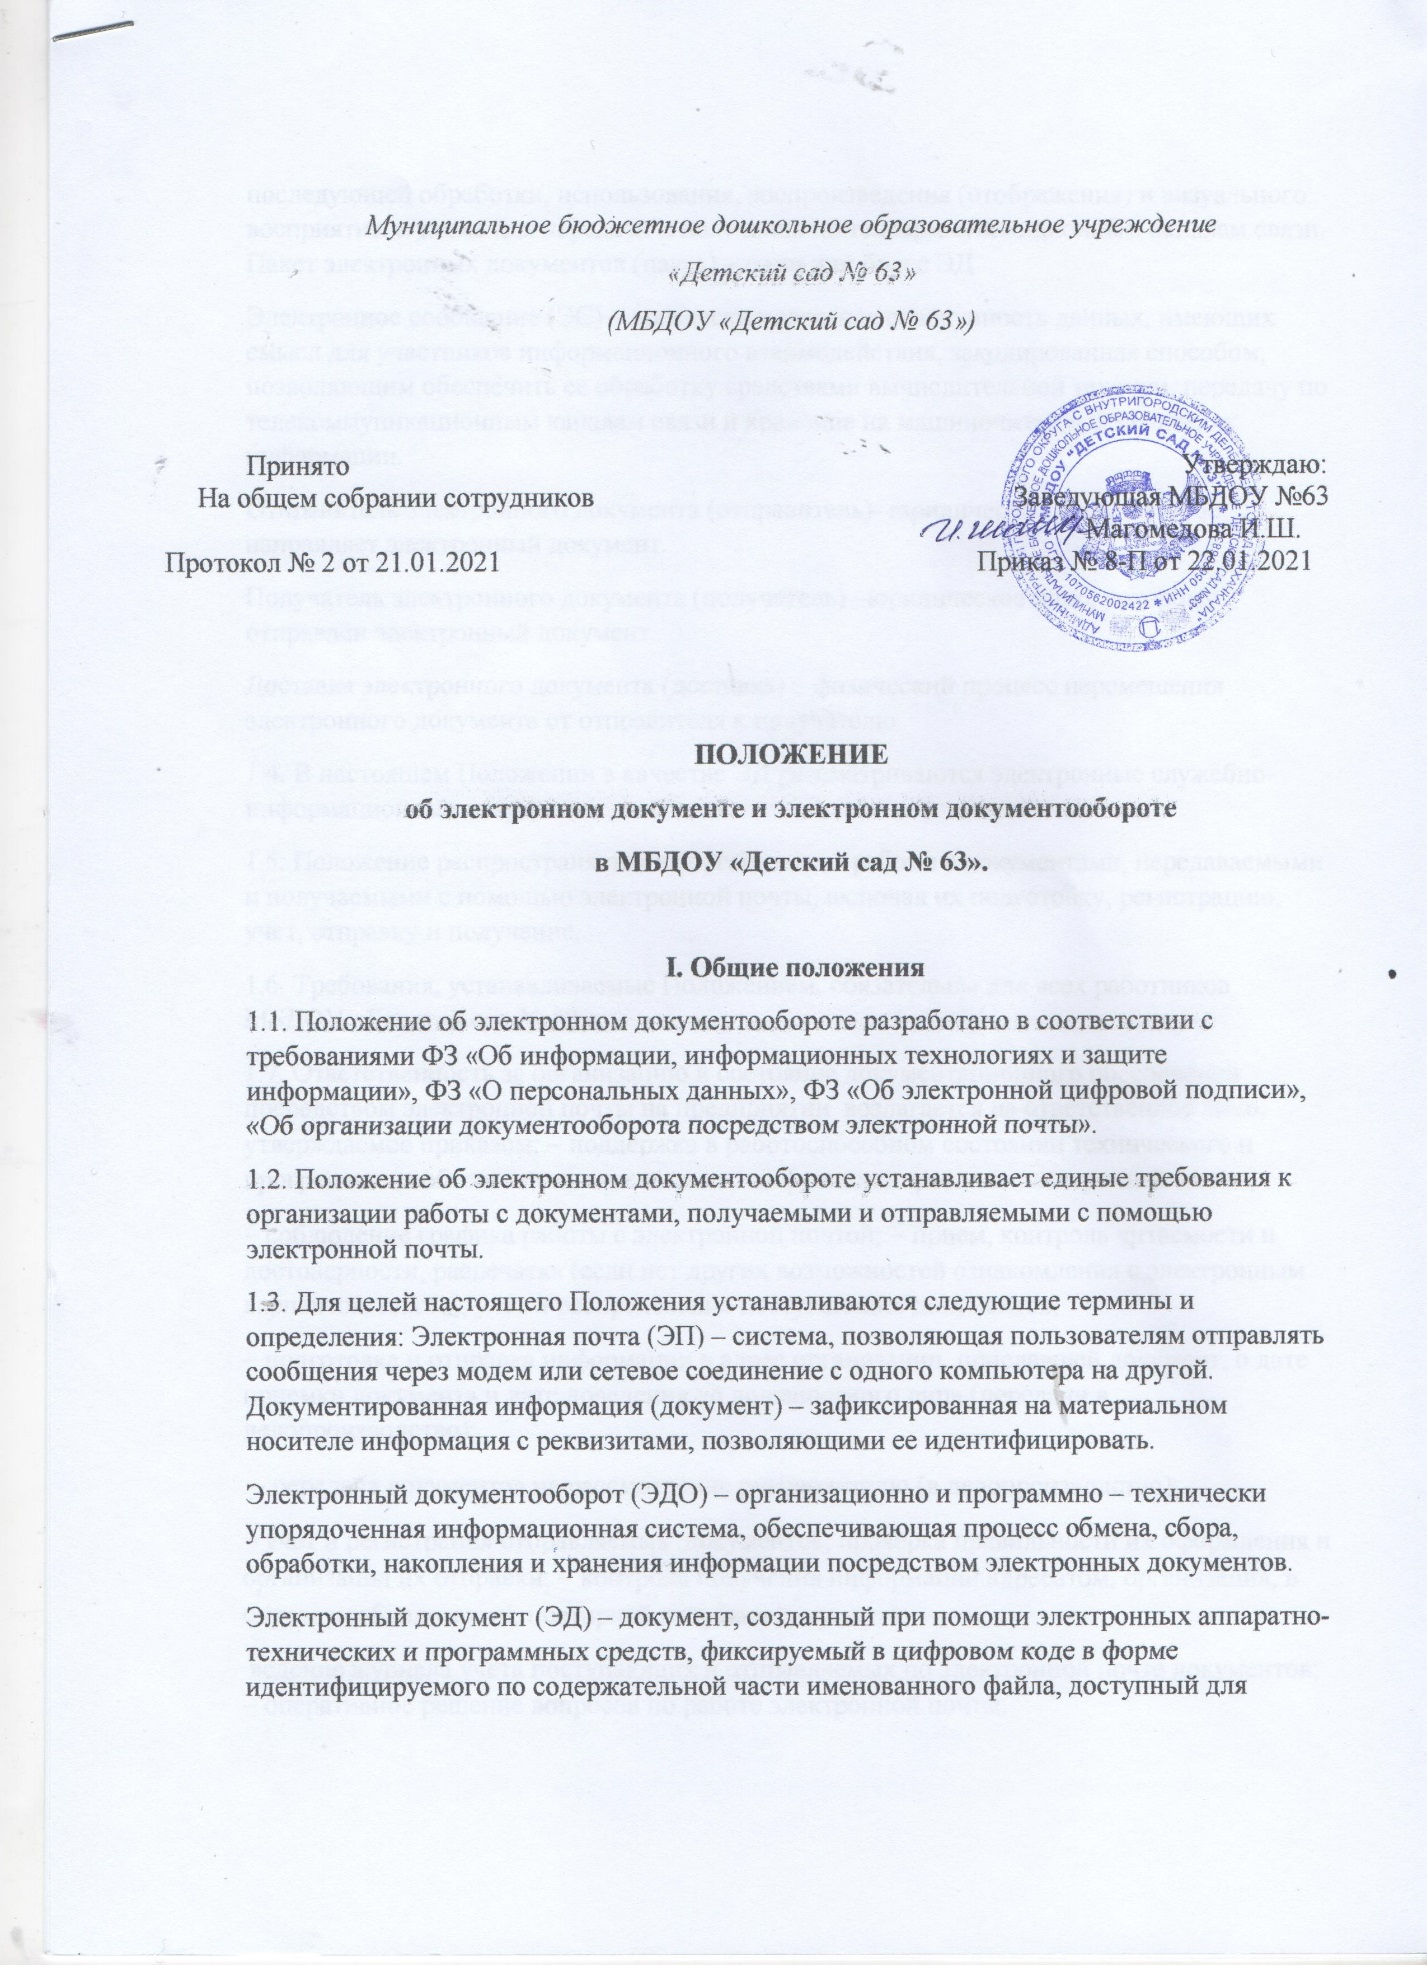 Муниципальное бюджетное дошкольное образовательное учреждение
«Детский сад № 63»
(МБДОУ «Детский сад № 63»)
Принято
Утверждаю:
На общем собрании сотрудников
Заведующая МБДОУ №63
Магомедова И.Ш.
Протокол № 2 от 21.01.2021
Приказ № 8-П от 22.01.2021
МБДОУ "ДЕТСКИЙ САД №63"
1070562002422 * ИНН
ПОЛОЖЕНИЕ
об электронном документе и электронном документообороте
в МБДОУ «Детский сад № 63».
I. Общие положения
1.1. Положение об электронном документообороте разработано в соответствии с
требованиями ФЗ «Об информации, информационных технологиях и защите
информации», ФЗ «О персональных данных», ФЗ «Об электронной цифровой подписи»,
«Об организации документооборота посредством электронной почты».
1.2. Положение об электронном документообороте устанавливает единые требования к
организации работы с документами, получаемыми и отправляемыми с помощью
электронной почты.
1.3. Для целей настоящего Положения устанавливаются следующие термины и
определения: Электронная почта (ЭП) – система, позволяющая пользователям отправлять
сообщения через модем или сетевое соединение с одного компьютера на другой.
Документированная информация (документ) – зафиксированная на материальном
носителе информация с реквизитами, позволяющими ее идентифицировать.
Электронный документооборот (ЭДО) – организационно и программно – технически
упорядоченная информационная система, обеспечивающая процесс обмена, сбора,
обработки, накопления и хранения информации посредством электронных документов.
Электронный документ (ЭД) – документ, созданный при помощи электронных аппаратно-
технических и программных средств, фиксируемый в цифровом коде в форме
идентифицируемого по содержательной части именованного файла, доступный для